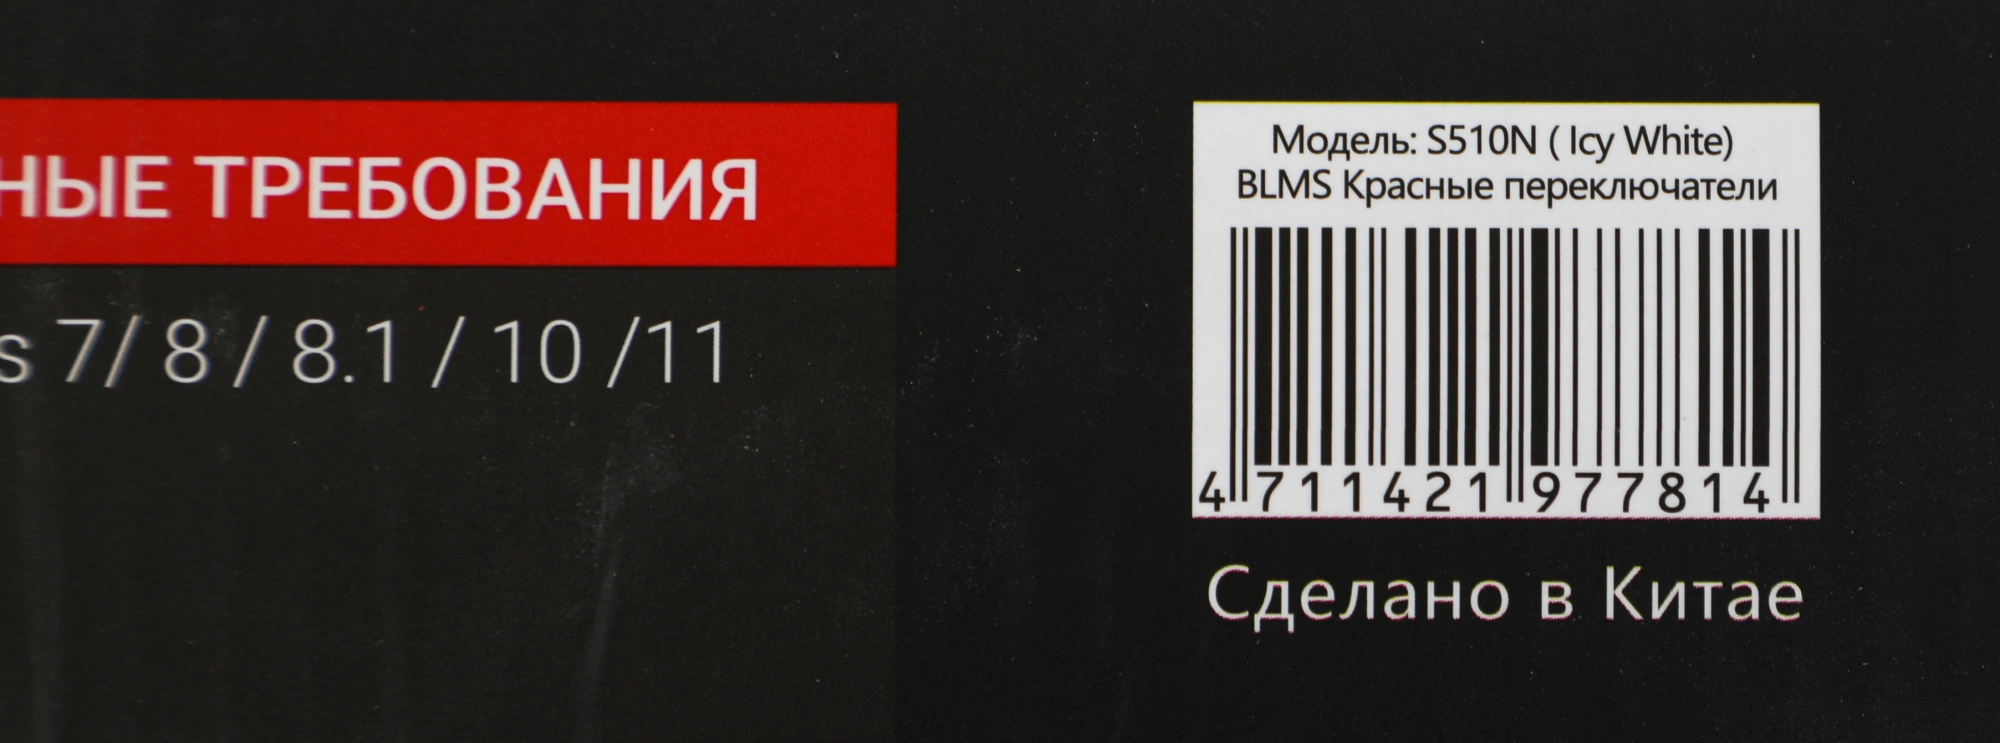 НЫЕ ТРЕБОВАНИЯ
s 7/ 8 / 8.1 / 10 /11
Модель: S510N ( Icy White)
BLMS Красные переключатели
4 711421 977814
Сделано в Китае